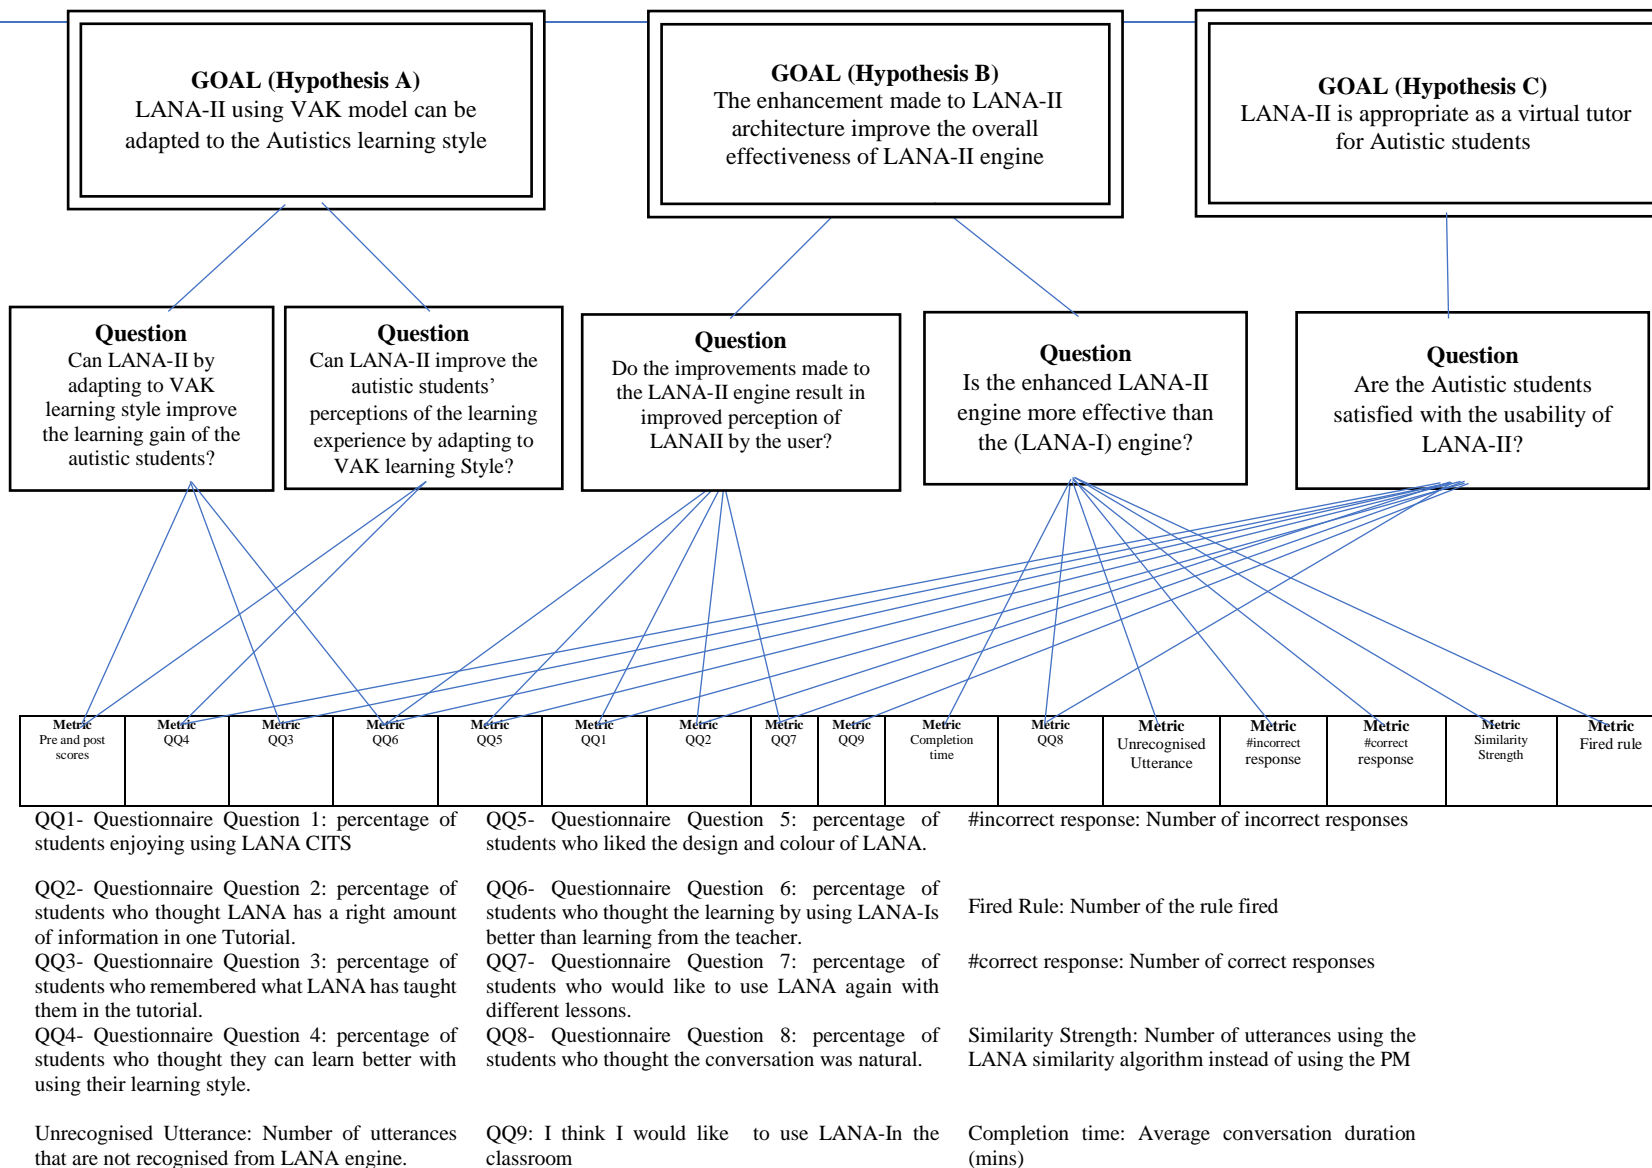 GOAL (Hypothesis A)
LANA-II using VAK model can be
adapted to the Autistics learning style
GOAL (Hypothesis B)
The enhancement made to LANA-II
architecture improve the overall
effectiveness of LANA-II engine
GOAL (Hypothesis C)
LANA-II is appropriate as a virtual tutor
for Autistic students
Question
Can LANA-II by
adapting to VAK
learning style improve
the learning gain of the
autistic students?
Question
Can LANA-II improve the
autistic students’
perceptions of the learning
experience by adapting to
VAK learning Style?
Question
Do the improvements made to
the LANA-II engine result in
improved perception of
LANAII by the user?
Question
Is the enhanced LANA-II
engine more effective than
the (LANA-I) engine?
Question
Are the Autistic students
satisfied with the usability of
LANA-II?
Metric
Pre and post
scores
Metric
QQ4
Metric
QQ3
Metric
QQ6
Metric
QQ5
Metric
QQ1
Metric
QQ2
Metric
QQ7
Metric
QQ9
Metric
Completion
time
Metric
QQ8
Metric
Unrecognised
Utterance
Metric
#incorrect
response
Metric
#correct
response
Metric
Similarity
Strength
Metric
Fired rule
QQ1- Questionnaire Question 1: percentage of
students enjoying using LANA CITS
QQ2- Questionnaire Question 2: percentage of
students who thought LANA has a right amount
of information in one Tutorial.
QQ3- Questionnaire Question 3: percentage of
students who remembered what LANA has taught
them in the tutorial.
QQ4- Questionnaire Question 4: percentage of
students who thought they can learn better with
using their learning style.
Unrecognised Utterance: Number of utterances
that are not recognised from LANA engine.
QQ5- Questionnaire Question 5: percentage of
students who liked the design and colour of LANA.
QQ6- Questionnaire Question 6: percentage of
students who thought the learning by using LANA-Is
better than learning from the teacher.
QQ7- Questionnaire Question 7: percentage of
students who would like to use LANA again with
different lessons.
QQ8- Questionnaire Question 8: percentage of
students who thought the conversation was natural.
QQ9: I think I would like to use LANA-In the
classroom
#incorrect response: Number of incorrect responses
Fired Rule: Number of the rule fired
#correct response: Number of correct responses
Similarity Strength: Number of utterances using the
LANA similarity algorithm instead of using the PM
Completion time: Average conversation duration
(mins)